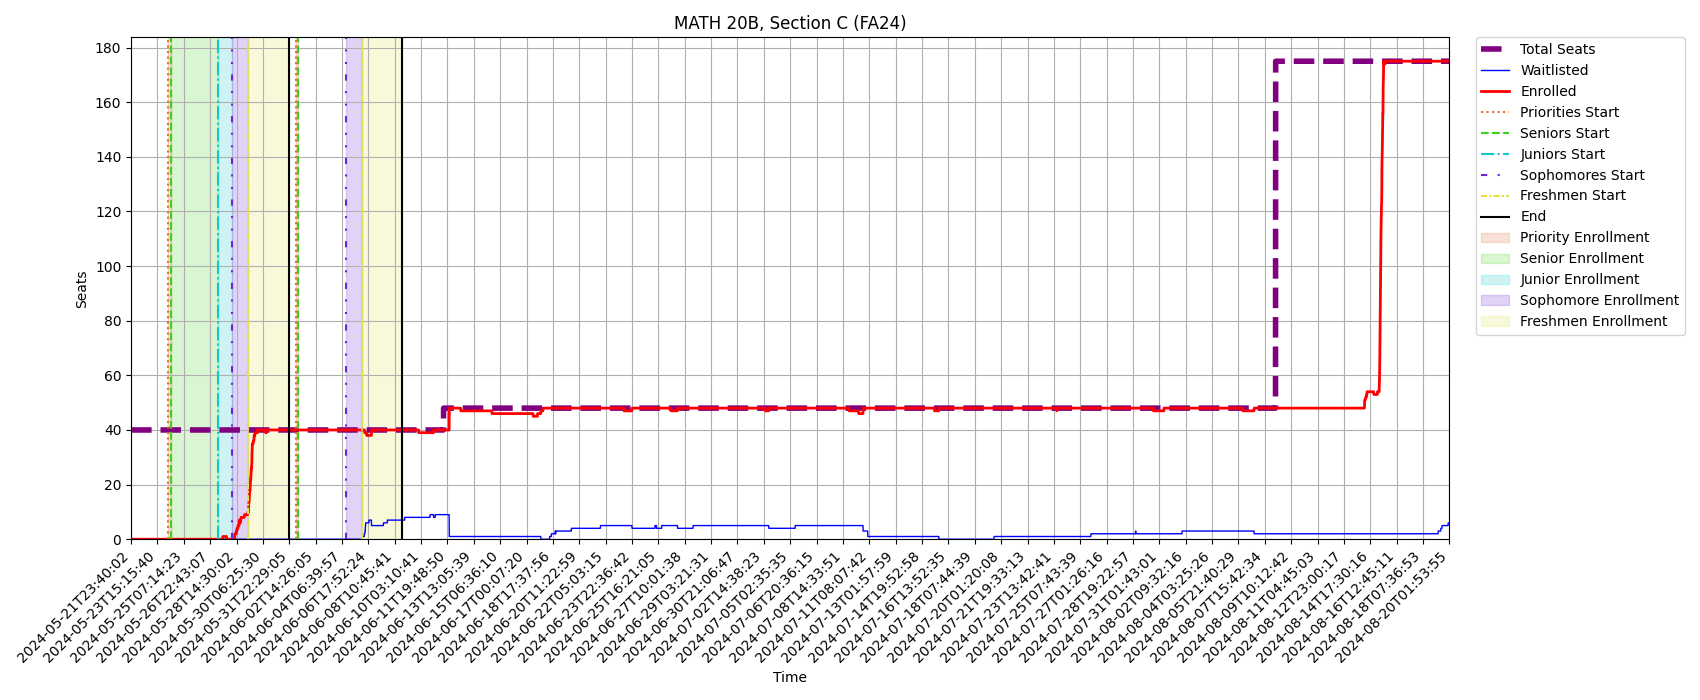 MATH 20B, Section C (FA24)
Seats
180
160
140
120
100
80
60
40
20
0
2024-05-21T23:40:02
2024-05-23T15:15:40
2024-05-25T07:14:23
2024-05-26T22:43:07
2024-05-28T14:30:02
2024-05-30T06:25:30
2024-05-31T22:29:05
2024-06-02T14:26:05
2024-06-04T06:39:57
2024-06-06T17:52:24
2024-06-08T10:45:41
2024-06-10T03:10:41
2024-06-11T19:48:50
2024-06-13T13:05:39
2024-06-15T06:36:10
2024-06-17T00:07:20
2024-06-18T17:37:56
2024-06-20T11:22:59
2024-06-22T05:03:15
2024-06-23T22:36:42
2024-06-25T16:21:05
2024-06-27T10:01:38
2024-06-29T03:21:31
2024-06-30T21:06:47
2024-07-02T14:38:23
2024-07-05T02:35:35
2024-07-06T20:36:15
2024-07-08T14:33:51
2024-07-11T08:07:42
2024-07-13T01:57:59
2024-07-14T19:52:58
2024-07-16T13:52:35
2024-07-18T07:44:39
2024-07-20T01:20:08
2024-07-21T19:33:13
2024-07-23T13:42:41
2024-07-25T07:43:39
2024-07-27T01:26:16
2024-07-28T19:22:57
2024-07-31T01:43:01
2024-08-02T09:32:16
2024-08-04T03:25:26
2024-08-05T21:40:29
2024-08-07T15:42:34
2024-08-09T10:12:42
2024-08-11T04:45:03
2024-08-12T23:00:17
2024-08-14T17:30:16
2024-08-16T12:45:11
2024-08-18T07:36:53
2024-08-20T01:53:55
Time
Total Seats
Waitlisted
Enrolled
Priorities Start
Seniors Start
Juniors Start
Sophomores Start
Freshmen Start
End
Priority Enrollment
Senior Enrollment
Junior Enrollment
Sophomore Enrollment
Freshmen Enrollment